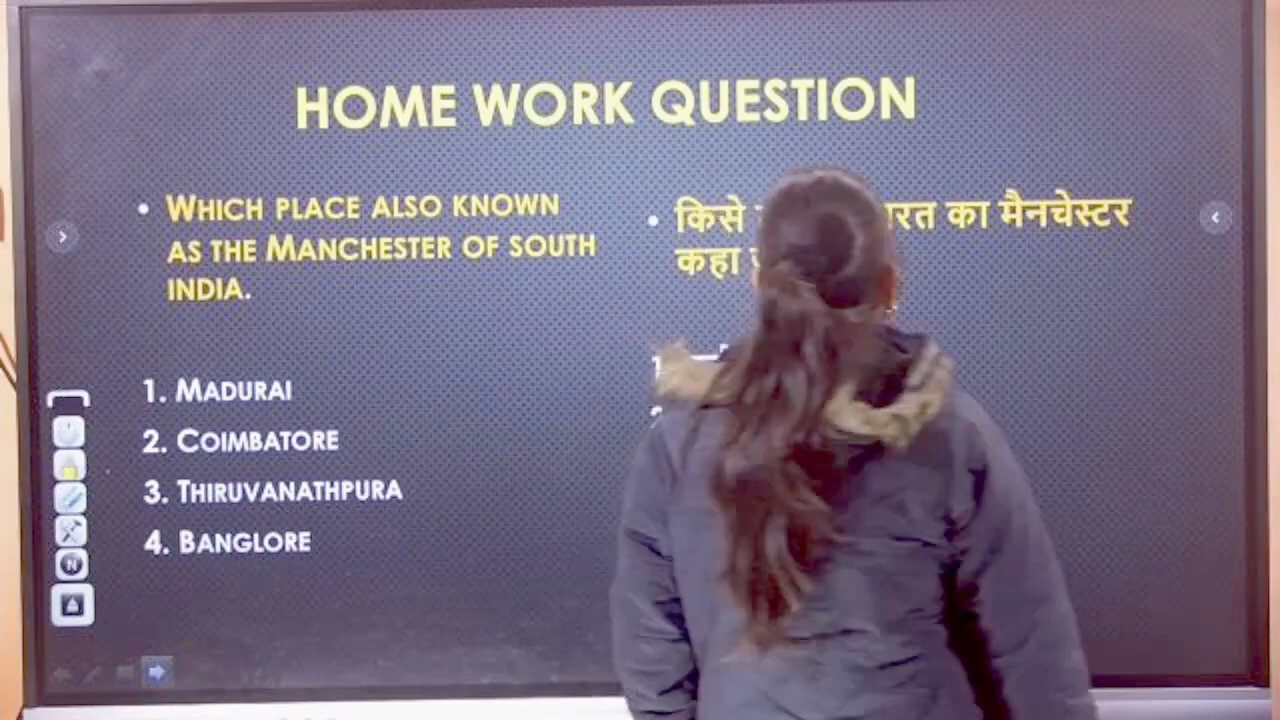 HOME WORK QUESTION
• WHICH PLACE ALSO KNOWN
AS THE MANCHESTER OF SOUTH
INDIA.
1. MADURAI
2. COIMBATORE
3. THIRUVANATHPURA
4. BANGLORE
• किसे का मैनचेस्टर
कहा
N